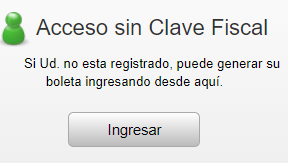 Acceso sin Clave Fiscal
Si Ud. no esta registrado, puede generar su
boleta ingresando desde aquí.
Ingresar